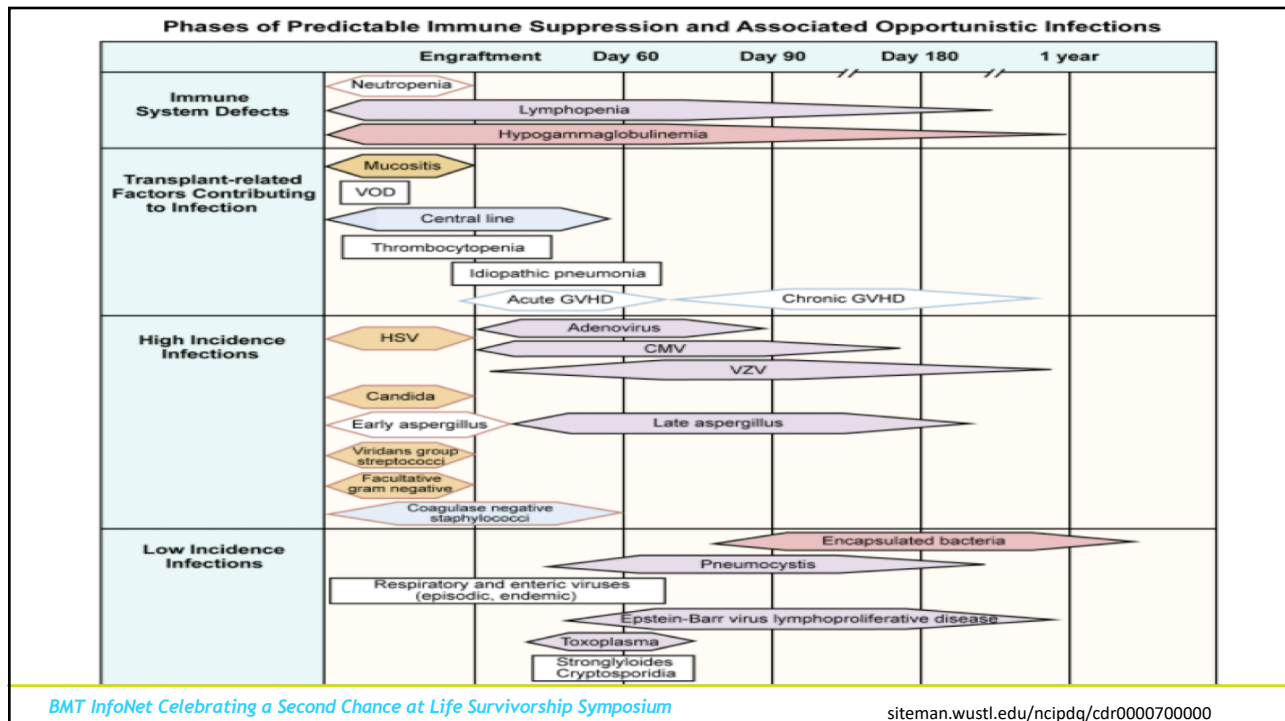 Phases of Predictable Immune Suppression and Associated Opportunistic Infections
Engraftment
Day 60
Day 90
Day 180
1 year
Immune
System Defects
Neutropenia
Lymphopenia
Hypogammaglobulinemia
Transplant-related
Factors Contributing
to Infection
Mucositis
VOD
Central line
Thrombocytopenia
Idiopathic pneumonia
Acute GVHD
Chronic GVHD
High Incidence
Infections
HSV
Adenovirus
CMV
VZV
Candida
Early aspergillus
Late aspergillus
Viridans group
streptococci
Facultative
gram negative
Coagulase negative
staphylococci
Low Incidence
Infections
Encapsulated bacteria
Pneumocystis
Respiratory and enteric viruses
(episodic, endemic)
Epstein-Barr virus lymphoproliferative disease
Toxoplasma
Stronglyloides
Cryptosporidia
BMT InfoNet Celebrating a Second Chance at Life Survivorship Symposium
siteman.wustl.edu/ncipdq/cdr0000700000